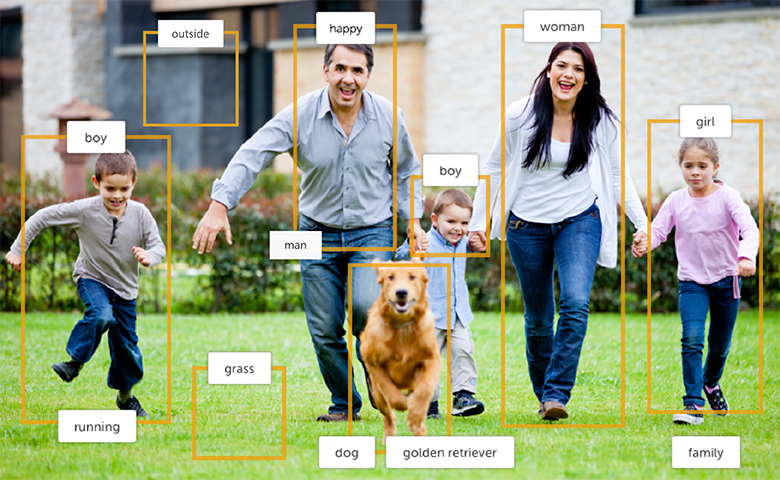 outside
happy
woman
girl
boy
boy
man
grass
running
dog
golden retriever
family